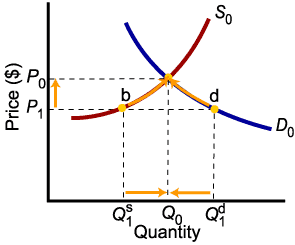 S₀
P₀
b
d
P₁
Price ($)
D₀
Q₁ˢ Q₀ Q₁ᵈ
Quantity